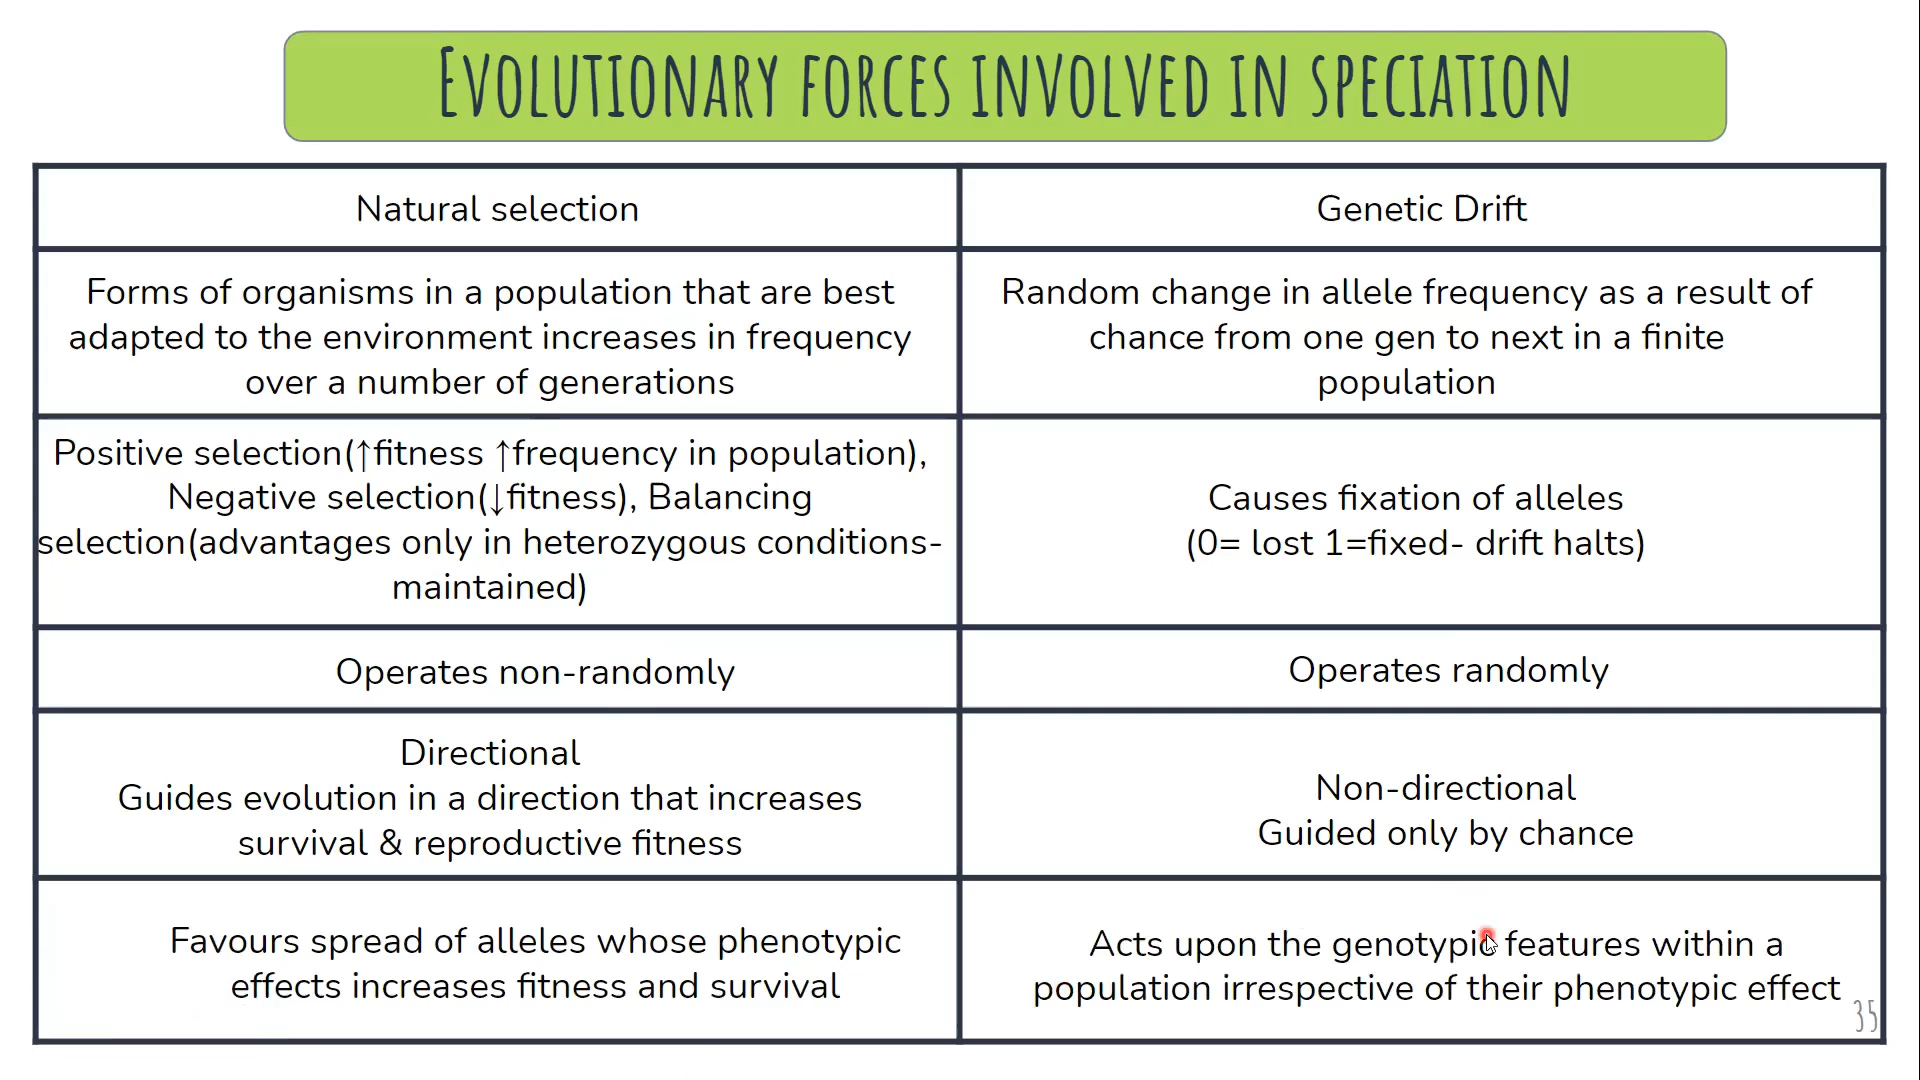 Evolutionary forces involved in speciation
Natural selection
Genetic Drift
Forms of organisms in a population that are best
adapted to the environment increases in frequency
over a number of generations
Random change in allele frequency as a result of
chance from one gen to next in a finite
population
Positive selection(↑fitness ↑frequency in population),
Negative selection(↓fitness), Balancing
selection(advantages only in heterozygous conditions-
maintained)
Causes fixation of alleles
(0= lost 1=fixed- drift halts)
Operates non-randomly
Operates randomly
Directional
Guides evolution in a direction that increases
survival & reproductive fitness
Non-directional
Guided only by chance
Favours spread of alleles whose phenotypic
effects increases fitness and survival
Acts upon the genotypic features within a
population irrespective of their phenotypic effect
35